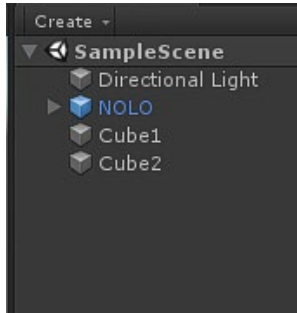 Create
SampleScene
Directional Light
NOLO
Cube1
Cube2